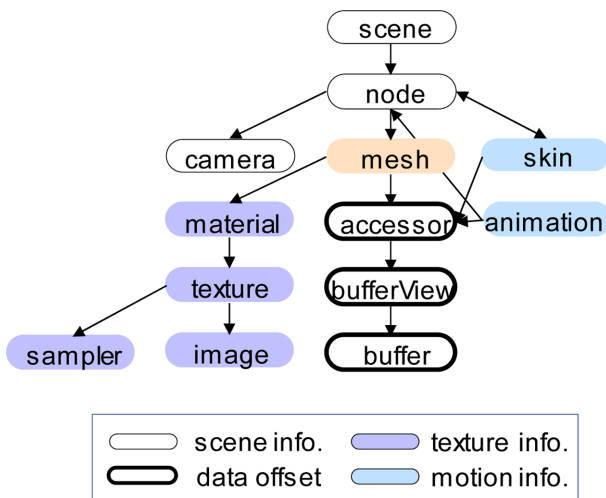 scene
node
camera
mesh
skin
material
accessor
animation
texture
bufferView
sampler
image
buffer
scene info.
texture info.
data offset
motion info.